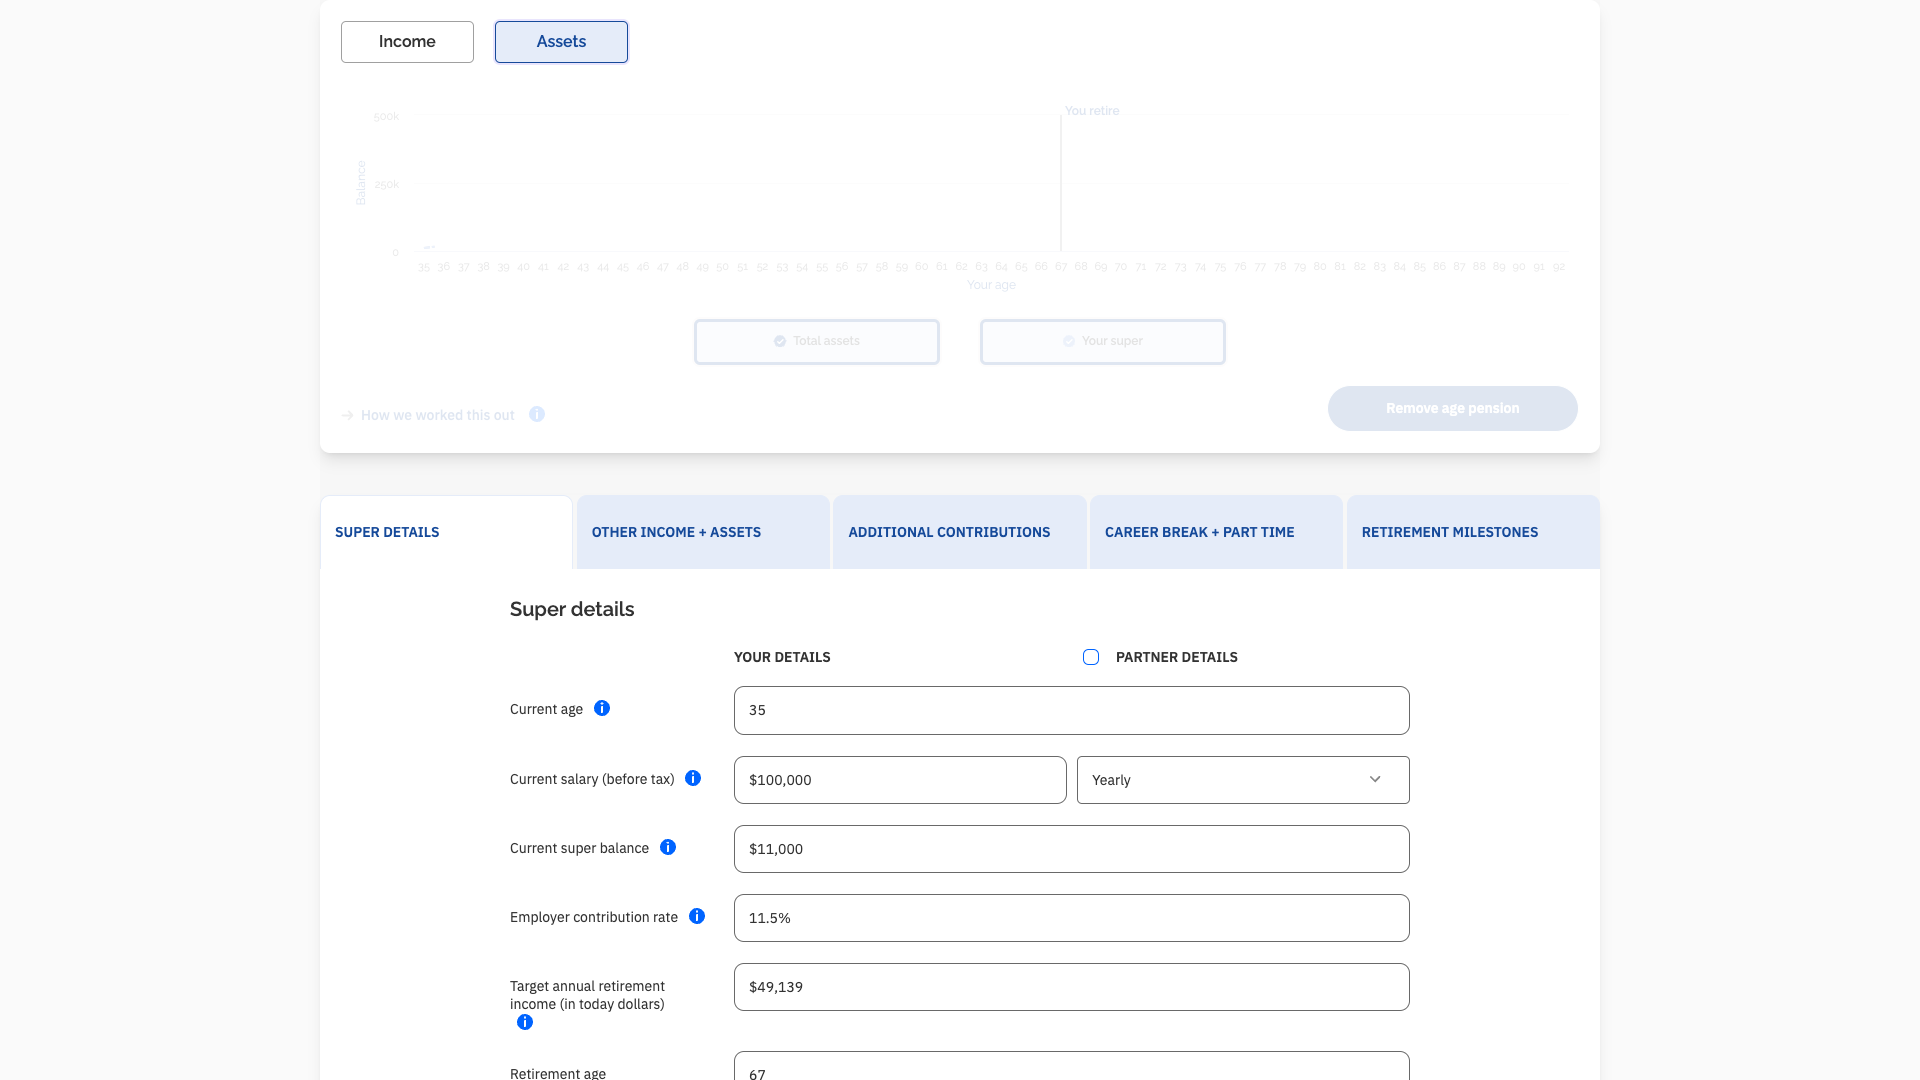 Income
Assets
You retire
500k
250k
0
Balance
35 36 37 38 39 40 41 42 43 44 45 46 47 48 49 50 51 52 53 54 55 56 57 58 59 60 61 62 63 64 65 66 67 68 69 70 71 72 73 74 75 76 77 78 79 80 81 82 83 84 85 86 87 88 89 90 91 92
Your age
Total assets
Your super
How we worked this out
Remove age pension
SUPER DETAILS
OTHER INCOME + ASSETS
ADDITIONAL CONTRIBUTIONS
CAREER BREAK + PART TIME
RETIREMENT MILESTONES
Super details
YOUR DETAILS
PARTNER DETAILS
Current age
35
Current salary (before tax)
$100,000
Yearly
Current super balance
$11,000
Employer contribution rate
11.5%
Target annual retirement
income (in today dollars)
$49,139
Retirement age
67